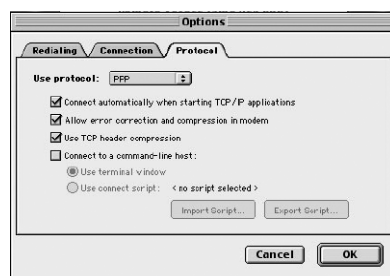 Options
Redialing Connection Protocol
Use protocol: PPP
Connect automatically when starting TCP/IP applications
Allow error correction and compression in modem
Use TCP header compression
Connect to a command-line host:
Use terminal window
Use connect script: < no script selected >
Import Script... Export Script...
Cancel OK